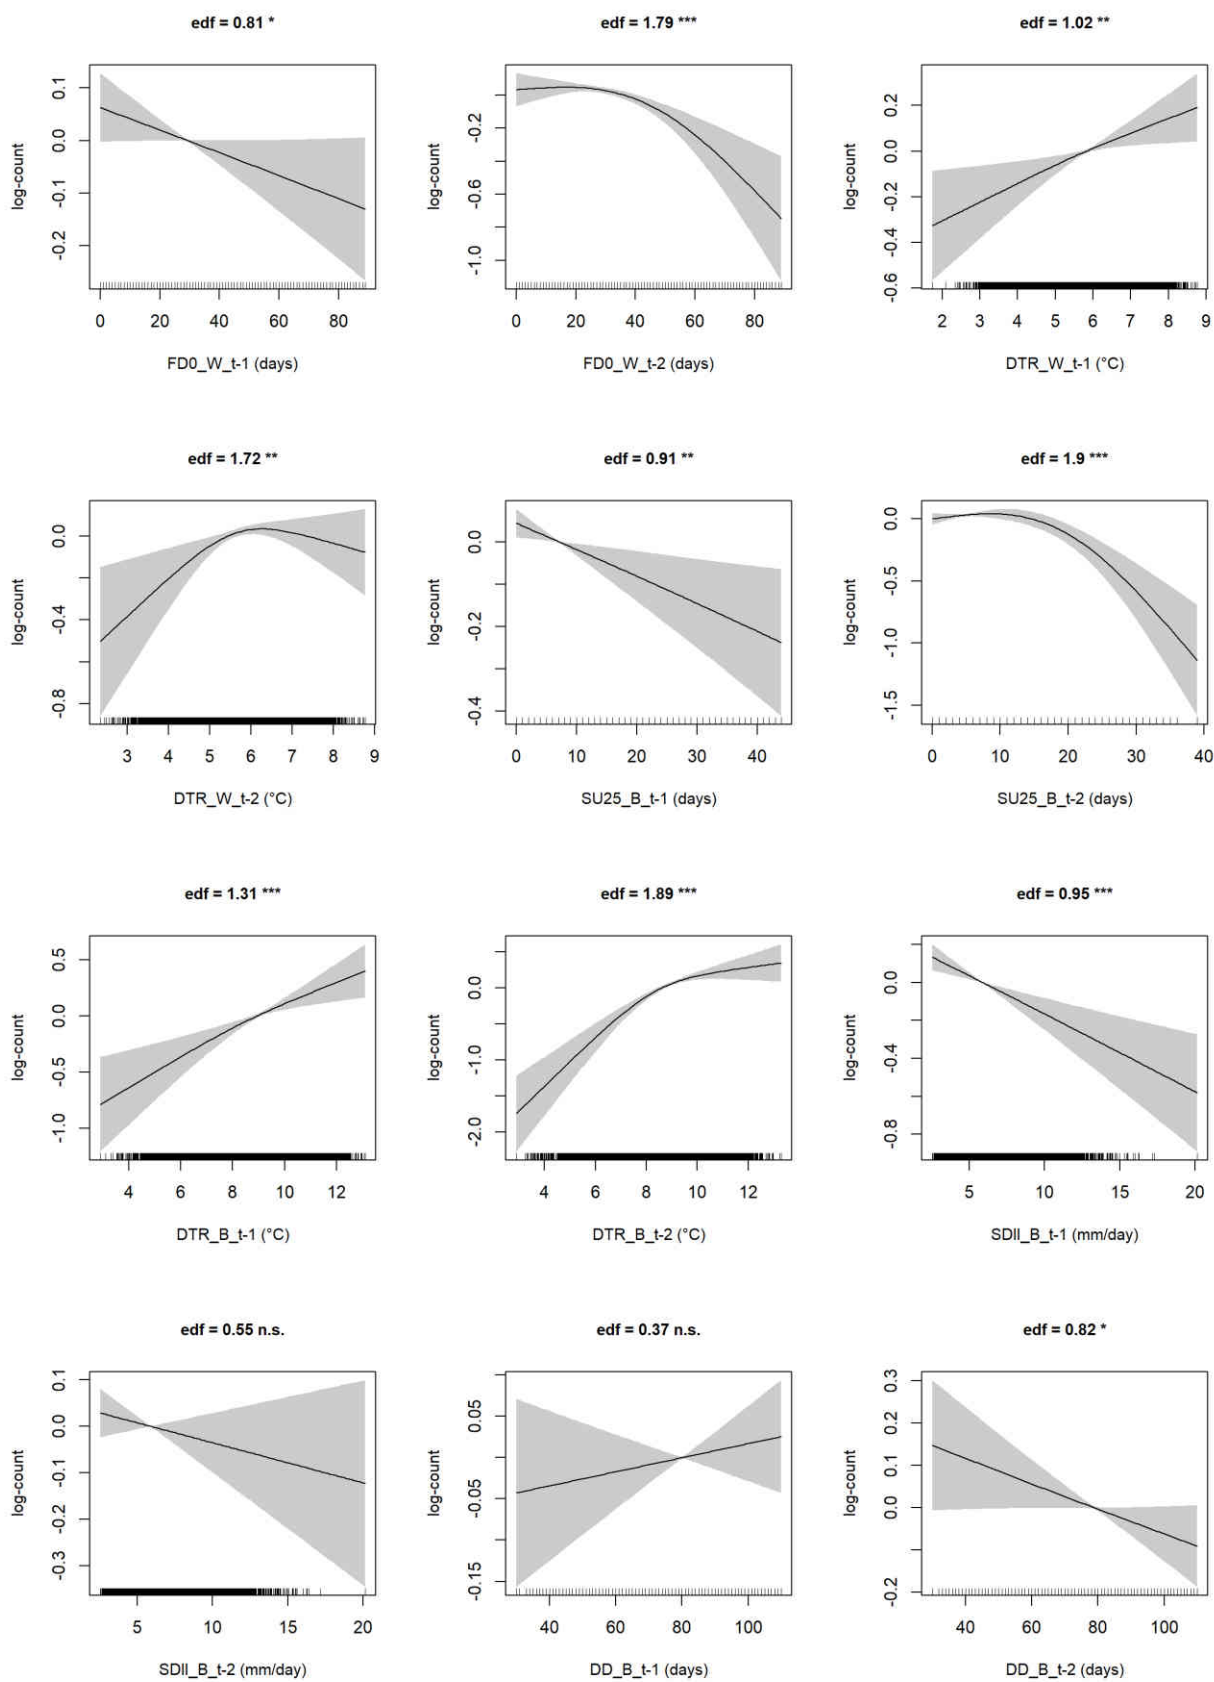 edf = 0.81 * edf = 1.79 *** edf = 1.02 **
log-count log-count log-count
0.1 0.0 -0.1 -0.2
-0.2 -0.6 -1.0
0.2 0.0 -0.2 -0.4 -0.6
0 20 40 60 80 0 20 40 60 80 2 3 4 5 6 7 8 9
FD0_W_t-1 (days) FD0_W_t-2 (days) DTR_W_t-1 (°C)
edf = 1.72 ** edf = 0.91 ** edf = 1.9 ***
log-count log-count log-count
0.0 -0.4 -0.8
0.0 -0.2 -0.4
0.0 -0.5 -1.0 -1.5
3 4 5 6 7 8 9 0 10 20 30 40 0 10 20 30 40
DTR_W_t-2 (°C) SU25_B_t-1 (days) SU25_B_t-2 (days)
edf = 1.31 *** edf = 1.89 *** edf = 0.95 ***
log-count log-count log-count
0.5 0.0 -0.5 -1.0
0.0 -1.0 -2.0
0.0 -0.4 -0.8
4 6 8 10 12 4 6 8 10 12 5 10 15 20
DTR_B_t-1 (°C) DTR_B_t-2 (°C) SDII_B_t-1 (mm/day)
edf = 0.55 n.s. edf = 0.37 n.s. edf = 0.82 *
log-count log-count log-count
0.1 0.0 -0.1 -0.2 -0.3
0.05 -0.05 -0.15
0.3 0.2 0.1 0.0 -0.2
5 10 15 20 40 60 80 100 40 60 80 100
SDII_B_t-2 (mm/day) DD_B_t-1 (days) DD_B_t-2 (days)